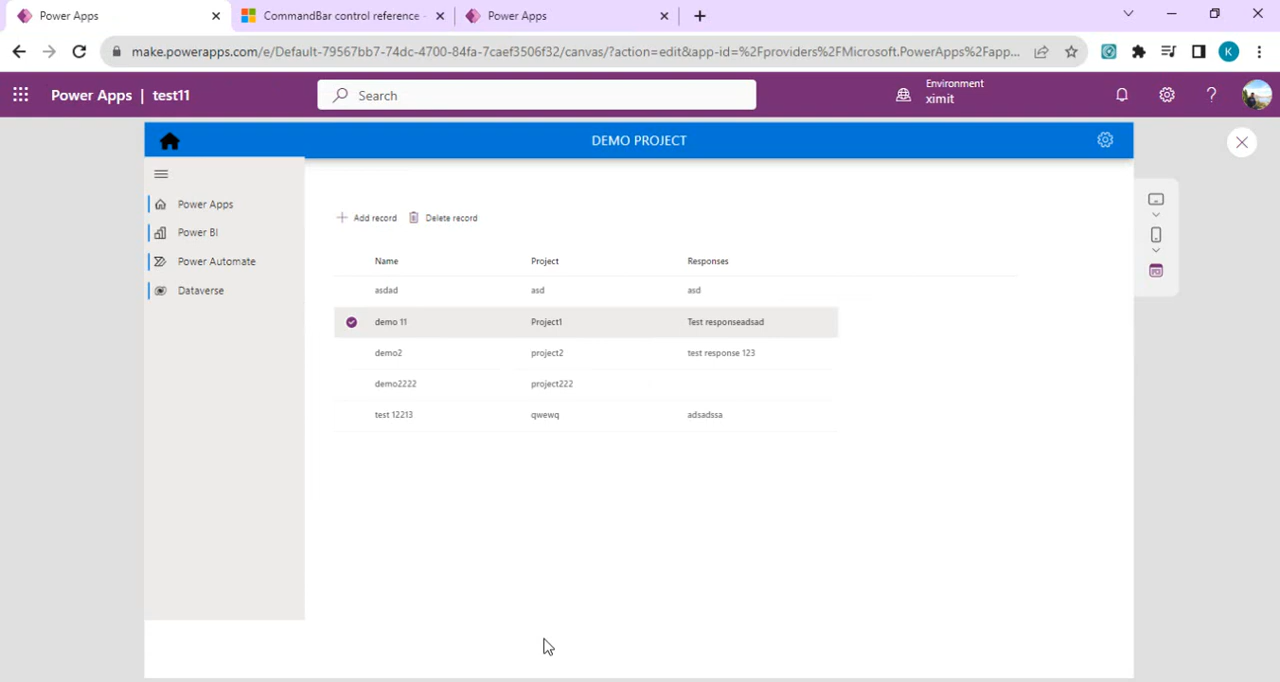 Power Apps
CommandBar control reference -
Power Apps
make.powerapps.com/e/Default-79567bb7-74dc-4700-84fa-7caef3506f32/canvas/?action=edit&app-id=%2Fproviders%2FMicrosoft.PowerApps%2Fapp...
K
Power Apps | test11
Search
Environment
ximit
DEMO PROJECT
Power Apps
Power BI
Power Automate
Dataverse
Add record
Delete record
Name Project Responses
asdad asd asd
demo 11 Project1 Test responseadsad
demo2 project2 test response 123
demo2222 project222
test 12213 qwewq adsadssa